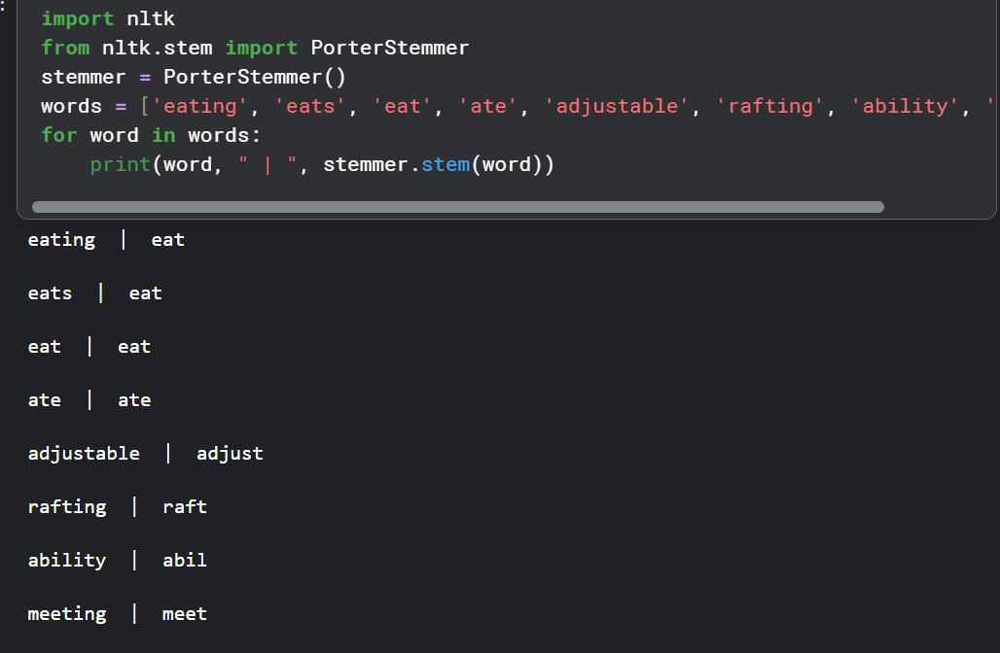 :
import nltk
from nltk.stem import PorterStemmer
stemmer = PorterStemmer()
words = ['eating', 'eats', 'eat', 'ate', 'adjustable', 'rafting', 'ability', '
for word in words:
    print(word, " | ", stemmer.stem(word))
eating  |  eat
eats  |  eat
eat  |  eat
ate  |  ate
adjustable  |  adjust
rafting  |  raft
ability  |  abil
meeting  |  meet